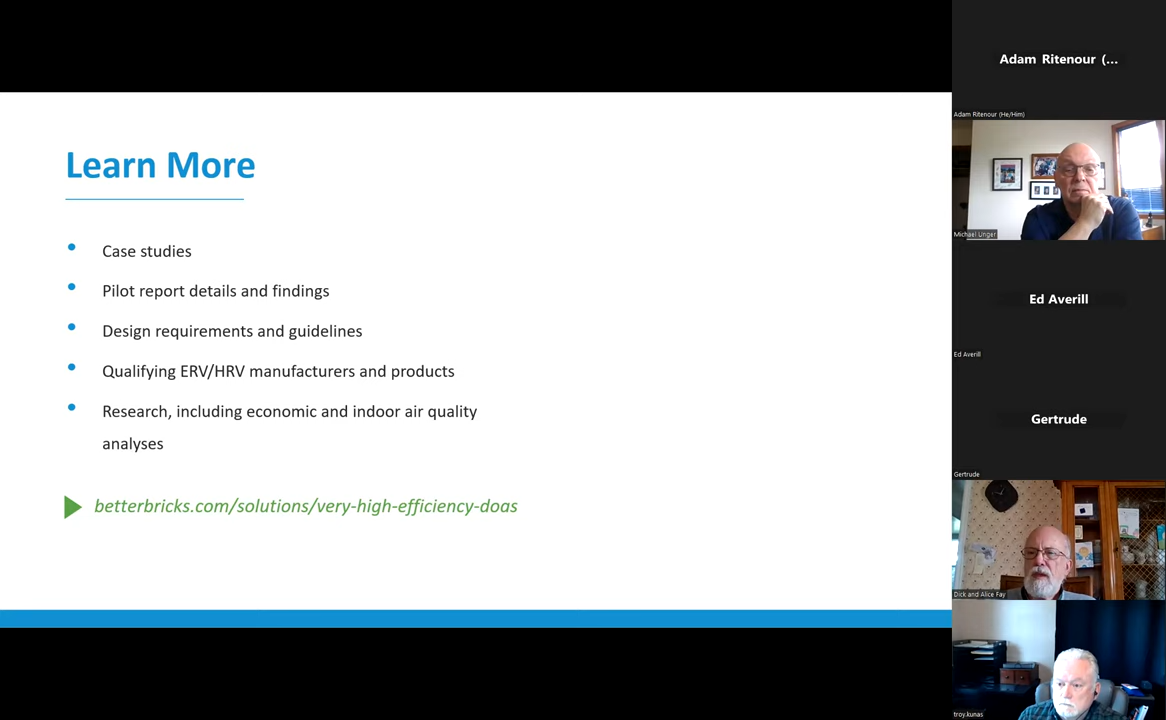 Learn More
Case studies
Pilot report details and findings
Design requirements and guidelines
Qualifying ERV/HRV manufacturers and products
Research, including economic and indoor air quality
analyses
betterbricks.com/solutions/very-high-efficiency-doas
Adam Ritenour (...
Adam Ritenour (He/Him)
Michael Unger
Ed Averill
Ed Averill
Gertrude
Gertrude
Dick and Alice Fay
troy.kunas